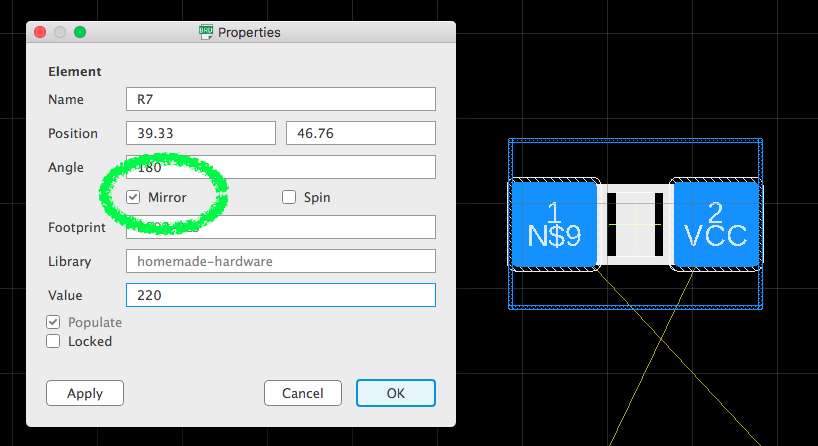 BRD Properties
Element
Name R7
Position 39.33 46.76
Angle 180
Mirror Spin
Footprint
Library homemade-hardware
Value 220
Populate
Locked
Apply Cancel OK
1 2
N$9 VCC